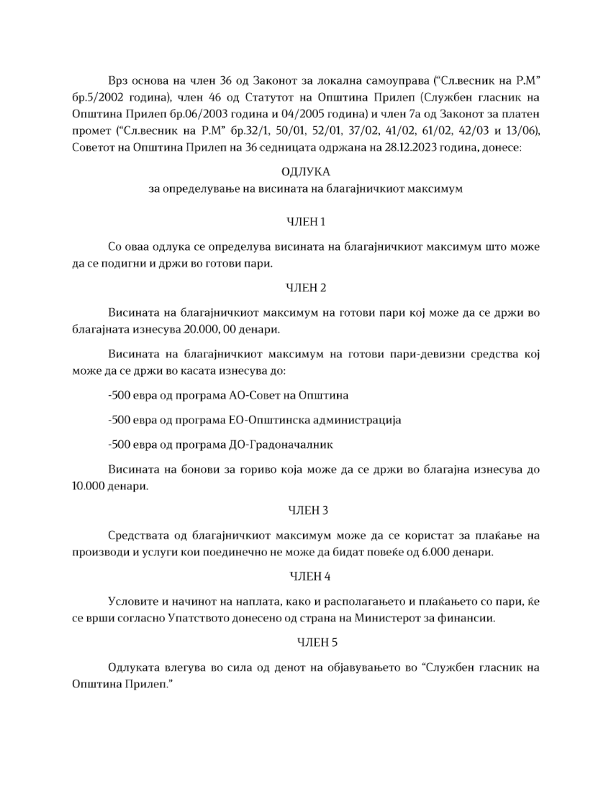 Врз основа на член 36 од Законот за локална самоуправа (“Сл.весник на Р.М”
бр.5/2002 година), член 46 од Статутот на Општина Прилеп (Службен гласник на
Општина Прилеп бр.06/2003 година и 04/2005 година) и член 7а од Законот за платен
промет (“Сл.весник на Р.М” бр.32/1, 50/01, 52/01, 37/02, 41/02, 61/02, 42/03 и 13/06),
Советот на Општина Прилеп на 36 седницата одржана на 28.12.2023 година, донесе:
ОДЛУКА
за определување на висината на благајничкиот максимум
ЧЛЕН 1
Со оваа одлука се определува висината на благајничкиот максимум што може
да се подигни и држи во готови пари.
ЧЛЕН 2
Висината на благајничкиот максимум на готови пари кој може да се држи во
благајната изнесува 20.000, 00 денари.
Висината на благајничкиот максимум на готови пари-девизни средства кој
може да се држи во касата изнесува до:
-500 евра од програма АО-Совет на Општина
-500 евра од програма ЕО-Општинска администрација
-500 евра од програма ДО-Градоначалник
Висината на бонови за гориво која може да се држи во благајна изнесува до
10.000 денари.
ЧЛЕН 3
Средствата од благајничкиот максимум може да се користат за плаќање на
производи и услуги кои поединечно не може да бидат повеќе од 6.000 денари.
ЧЛЕН 4
Условите и начинот на наплата, како и располагањето и плаќањето со пари, ќе
се врши согласно Упатството донесено од страна на Министерот за финансии.
ЧЛЕН 5
Одлуката влегува во сила од денот на објавувањето во “Службен гласник на
Општина Прилеп.”